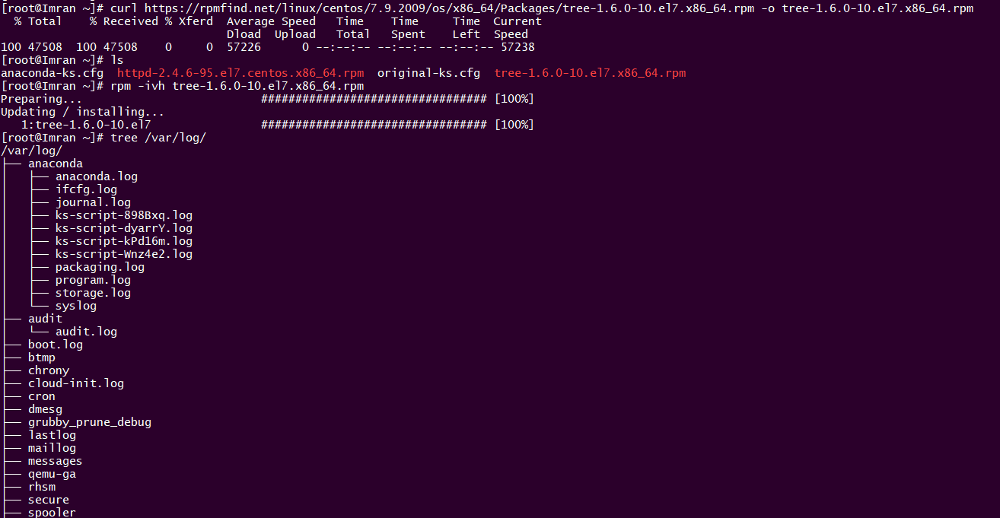 [root@Imran ~]# curl https://rpmfind.net/linux/centos/7.9.2009/os/x86_64/Packages/tree-1.6.0-10.el7.x86_64.rpm -o tree-1.6.0-10.el7.x86_64.rpm
  % Total    % Received % Xferd  Average Speed   Time    Time     Time  Current
                                 Dload  Upload   Total   Spent    Left  Speed
100 47508  100 47508    0     0  57226      0 --:--:-- --:--:-- --:--:-- 57238
[root@Imran ~]# ls
anaconda-ks.cfg  httpd-2.4.6-95.el7.centos.x86_64.rpm  original-ks.cfg  tree-1.6.0-10.el7.x86_64.rpm
[root@Imran ~]# rpm -ivh tree-1.6.0-10.el7.x86_64.rpm
Preparing...                          ################################# [100%]
Updating / installing...
   1:tree-1.6.0-10.el7                ################################# [100%]
[root@Imran ~]# tree /var/log/
/var/log/
├── anaconda
│   ├── anaconda.log
│   ├── ifcfg.log
│   ├── journal.log
│   ├── ks-script-898Bxq.log
│   ├── ks-script-dyarrY.log
│   ├── ks-script-kPd16m.log
│   ├── ks-script-Wnz4e2.log
│   ├── packaging.log
│   ├── program.log
│   ├── storage.log
│   └── syslog
├── audit
│   └── audit.log
├── boot.log
├── btmp
├── chrony
├── cloud-init.log
├── cron
├── dmesg
├── grubby_prune_debug
├── lastlog
├── maillog
├── messages
├── qemu-ga
├── rhsm
├── secure
├── spooler